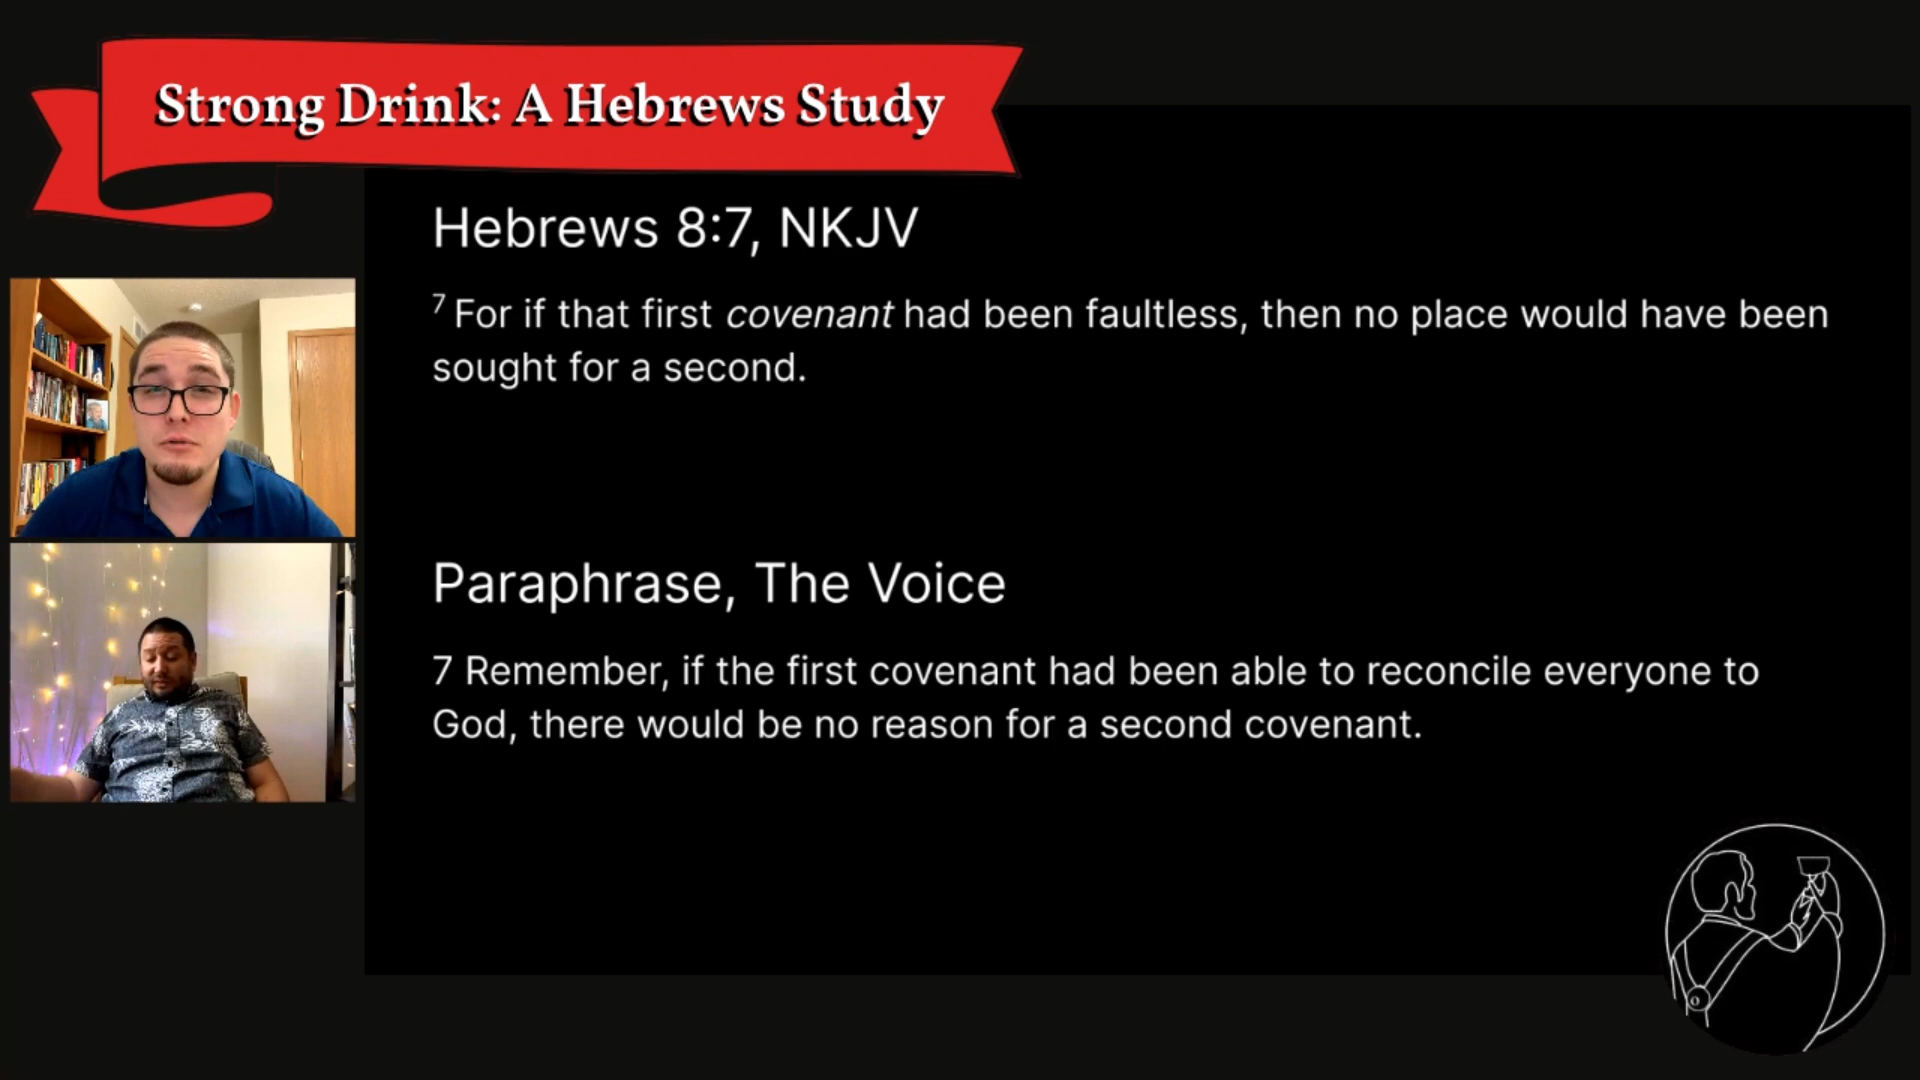 Strong Drink: A Hebrews Study
Hebrews 8:7, NKJV
7 For if that first covenant had been faultless, then no place would have been
sought for a second.
Paraphrase, The Voice
7 Remember, if the first covenant had been able to reconcile everyone to
God, there would be no reason for a second covenant.